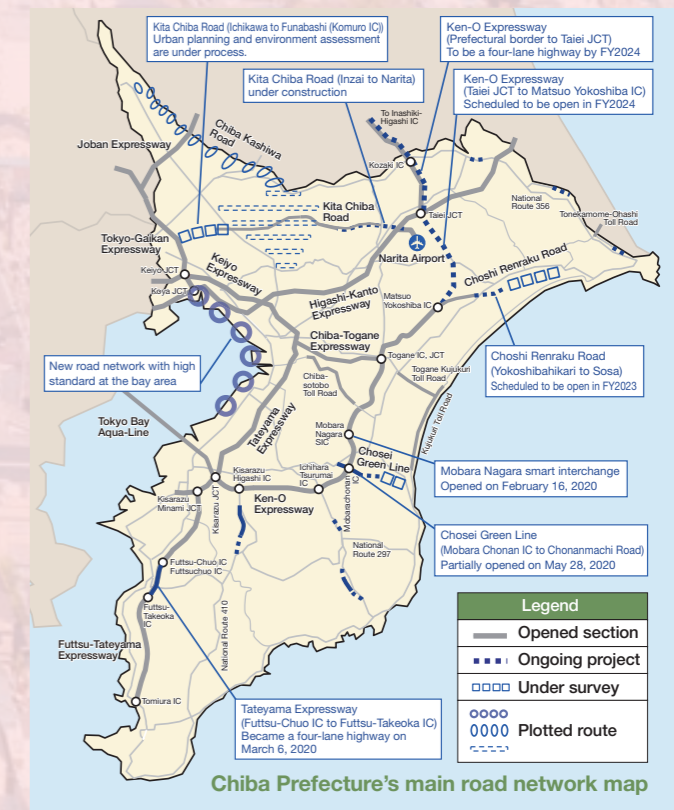 Kita Chiba Road (Ichikawa to Funabashi (Komuro IC))
Urban planning and environment assessment
are under process.
Ken-O Expressway
(Prefectural border to Taiei JCT)
To be a four-lane highway by FY2024
Kita Chiba Road (Inzai to Narita)
under construction
Ken-O Expressway
(Taiei JCT to Matsuo Yokoshiba IC)
Scheduled to be open in FY2024
To Inashiki-
Higashi IC
Joban Expressway
Chiba Kashiwa
Road
Kozaki IC
National
Route 356
Tonekamome-Ohashi
Toll Road
Kita Chiba
Road
Taiei JCT
Tokyo-Gaikan
Expressway
Narita Airport
Choshi Renraku Road
Keiyo JCT
Keiyo
Expressway
Koya JCT
Higashi-Kanto
Expressway
Matsuo
Yokoshiba IC
Chiba-Togane
Expressway
Togane IC, JCT
Choshi Renraku Road
(Yokoshibahikari to Sosa)
Scheduled to be open in FY2023
New road network with high
standard at the bay area
Chiba-
sotobo
Toll Road
Togane Kujukuri
Toll Road
Kujukuri Toll Road
Tokyo Bay
Aqua-Line
Tateyama
Expressway
Mobara
Nagara
SIC
Chosei
Green Line
Mobara Nagara smart interchange
Opened on February 16, 2020
Kisarazu
Higashi IC
Ichihara
Tsurumai
IC
Kisarazu
Minami JCT
Kisarazu JCT
Ken-O
Expressway
Mobarachonan
IC
Chosei Green Line
(Mobara Chonan IC to Chonanmachi Road)
Partially opened on May 28, 2020
National
Route 297
Futtsu-Chuo IC
Futtsuchuo IC
Futtsu-
Takeoka
IC
National Route 410
Futtsu-Tateyama
Expressway
Tomiura IC
Tateyama Expressway
(Futtsu-Chuo IC to Futtsu-Takeoka IC)
Became a four-lane highway on
March 6, 2020
Legend
Opened section
Ongoing project
Under survey
Plotted route
Chiba Prefecture's main road network map